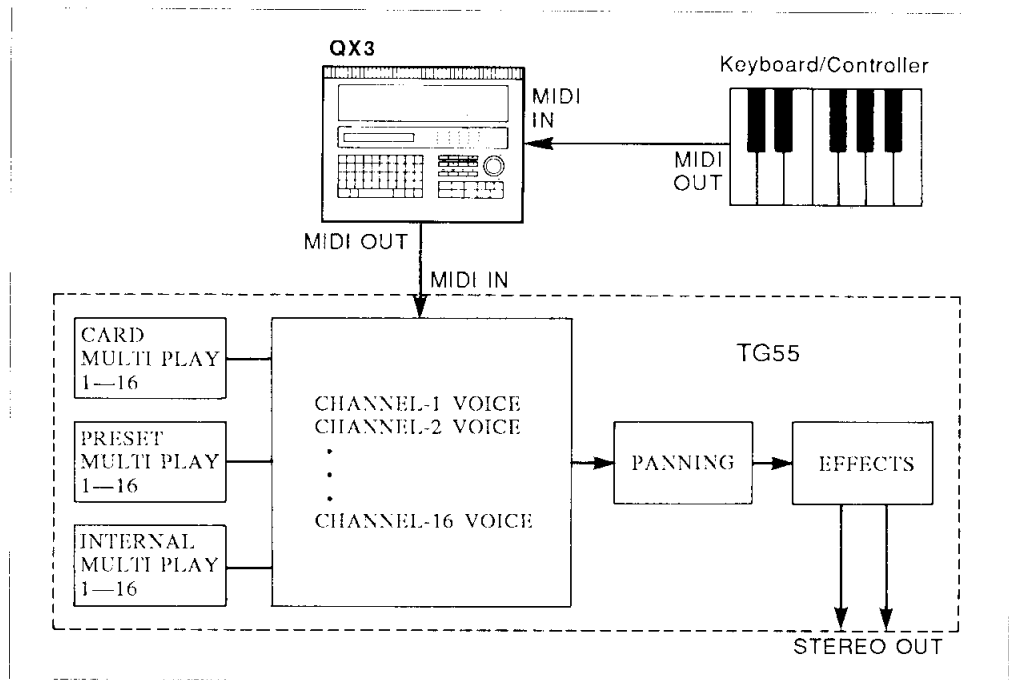 QX3
Keyboard/Controller
MIDI
IN
MIDI
OUT
MIDI OUT
MIDI IN
TG55
CARD
MULTI PLAY
1—16
PRESET
MULTI PLAY
1—16
INTERNAL
MULTI PLAY
1—16
CHANNEL-1 VOICE
CHANNEL-2 VOICE
CHANNEL-16 VOICE
PANNING
EFFECTS
STEREO OUT